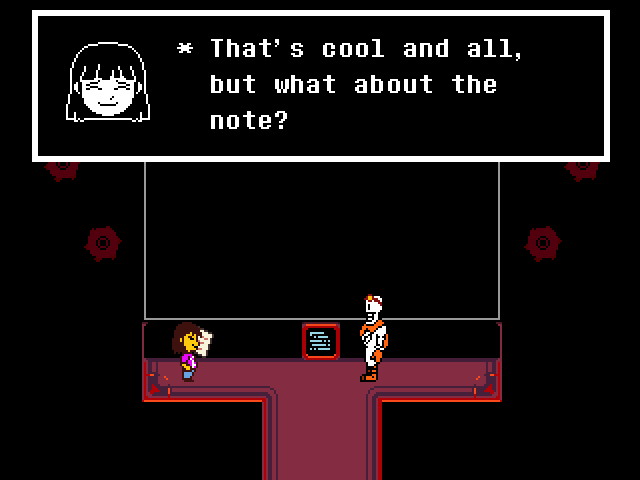 * That's cool and all,
but what about the
note?